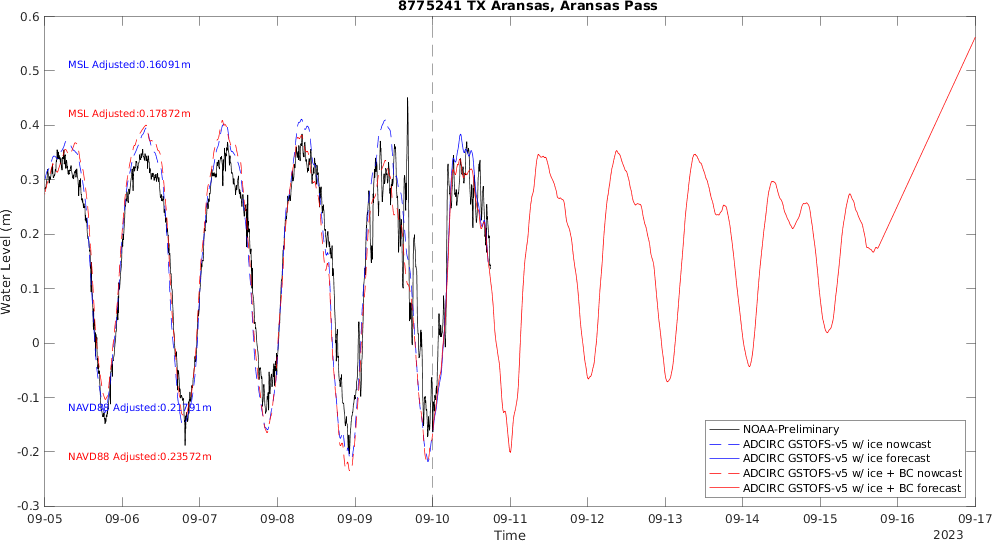 8775241 TX Aransas, Aransas Pass
0.6
0.5
0.4
0.3
0.2
0.1
0
-0.1
-0.2
-0.3
Water Level (m)
MSL Adjusted:0.16091m
MSL Adjusted:0.17872m
NAVD88 Adjusted:0.21791m
NAVD88 Adjusted:0.23572m
NOAA-Preliminary
ADCIRC GSTOFS-v5 w/ ice nowcast
ADCIRC GSTOFS-v5 w/ ice forecast
ADCIRC GSTOFS-v5 w/ ice + BC nowcast
ADCIRC GSTOFS-v5 w/ ice + BC forecast
09-05 09-06 09-07 09-08 09-09 09-10 09-11 09-12 09-13 09-14 09-15 09-16 09-17
Time
2023